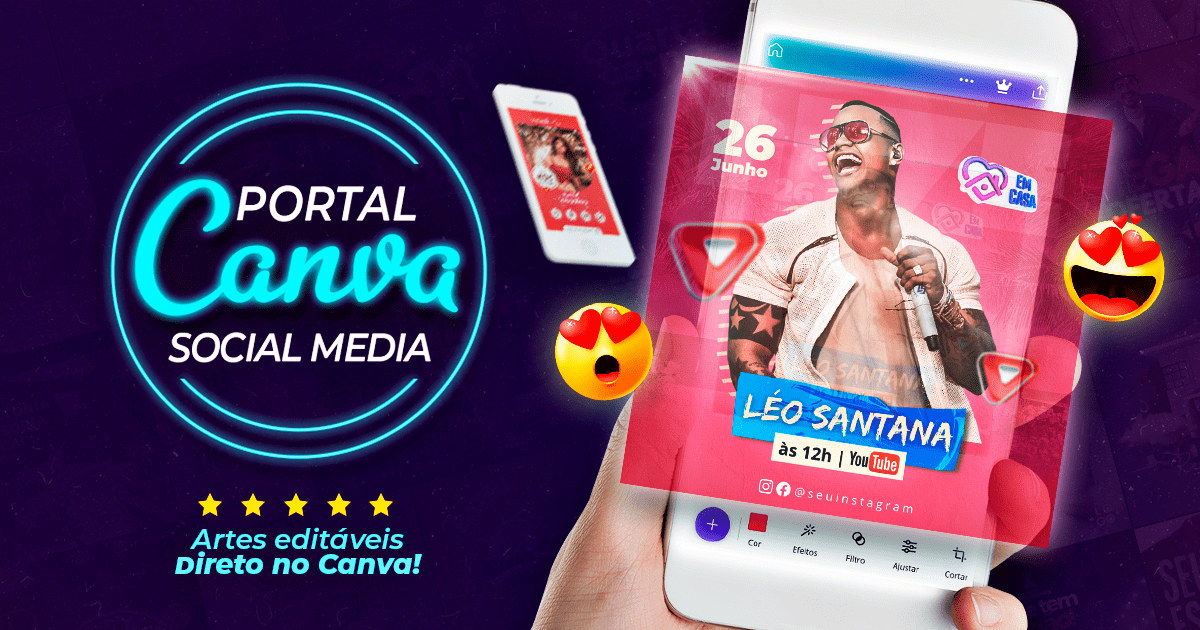 PORTAL
Canva
SOCIAL MEDIA
Artes editáveis
Direto no Canva!
26
Junho
EM
CASA
LÉO SANTANA
às 12h | YouTube
@seuinstagram
Cor
Efeitos
Filtro
Ajustar
Cortar